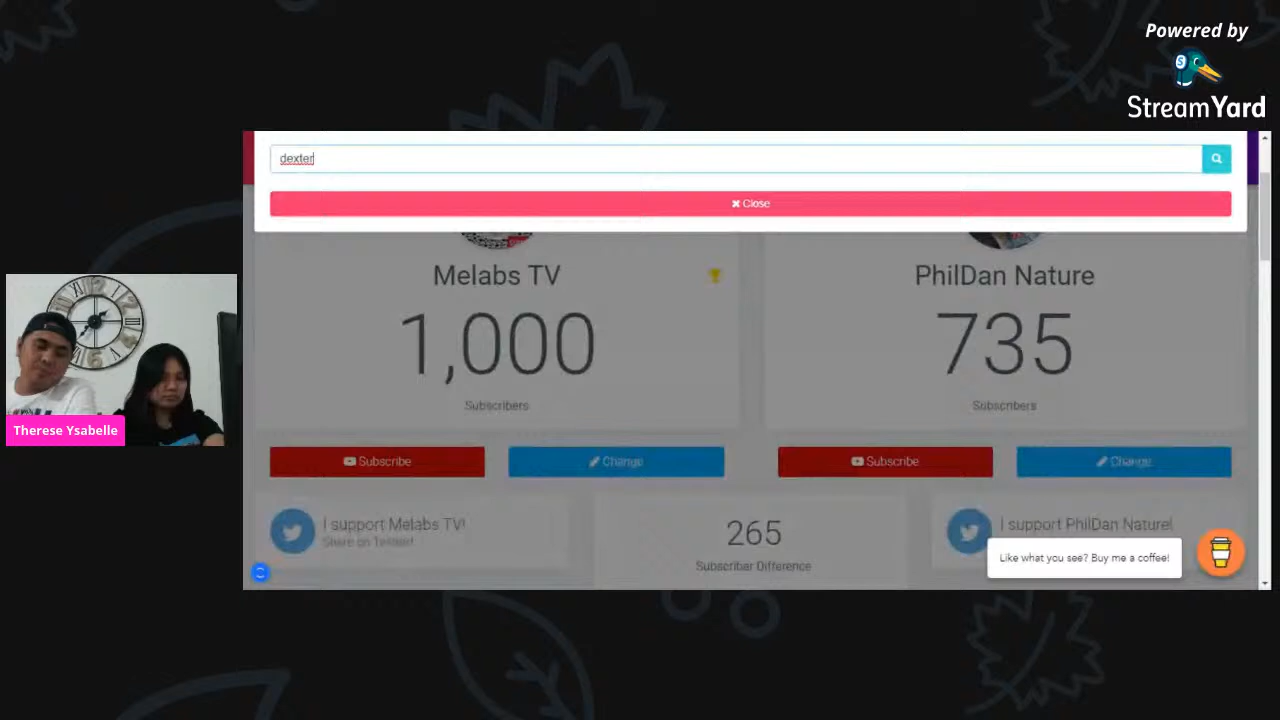 Powered by
StreamYard
dexter
✖ Close
Melabs TV
1,000
Subscribers
PhilDan Nature
735
Subscribers
Subscribe
Change
Subscribe
Change
I support Melabs TV!
Share on Twitter!
265
Subscriber Difference
I support PhilDan Nature!
Like what you see? Buy me a coffee!
Therese Ysabelle